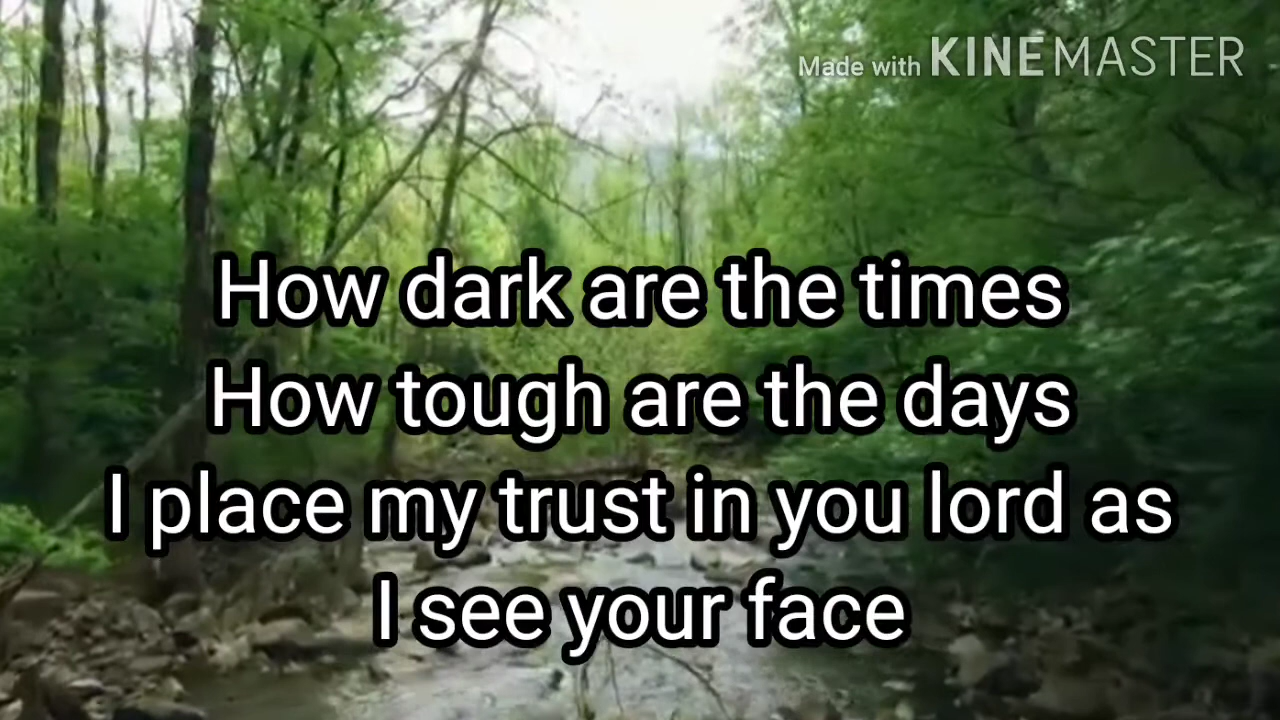 Made with KINEMASTER
How dark are the times
How tough are the days
I place my trust in you lord as
I see your face